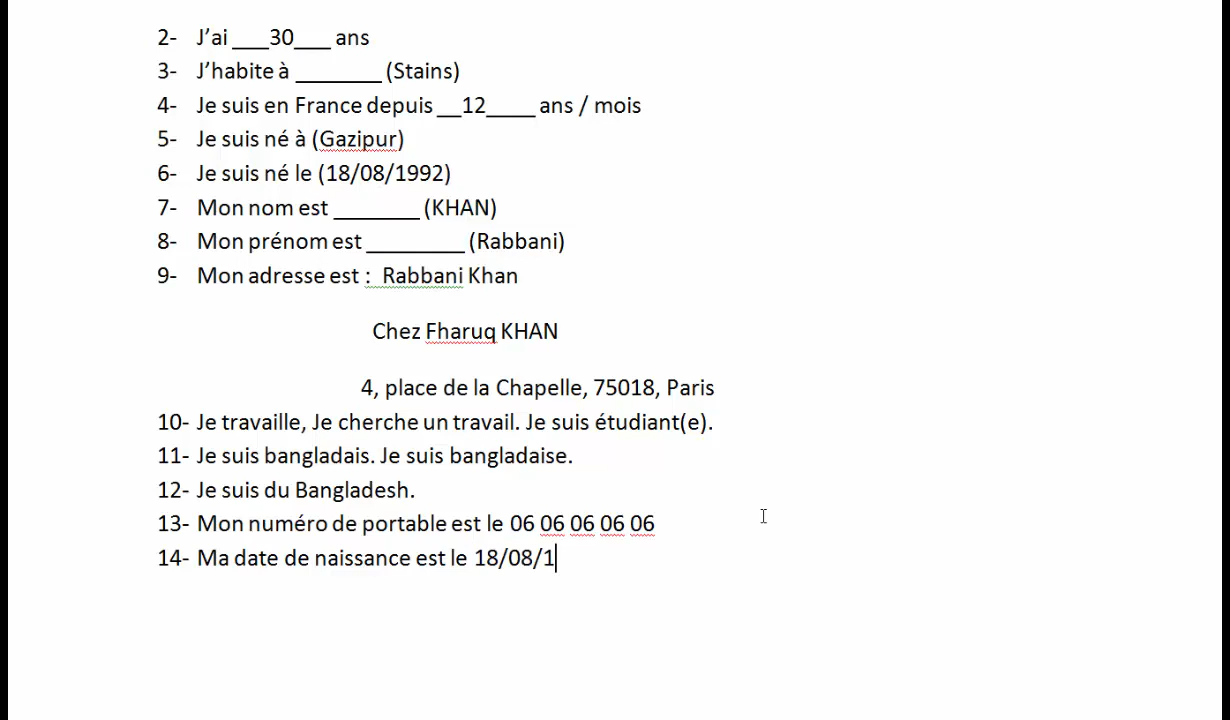 2- J’ai ___30___ ans
3- J’habite à _______ (Stains)
4- Je suis en France depuis __12____ ans / mois
5- Je suis né à (Gazipur)
6- Je suis né le (18/08/1992)
7- Mon nom est _______ (KHAN)
8- Mon prénom est ________ (Rabbani)
9- Mon adresse est : Rabbani Khan
Chez Fharuq KHAN
4, place de la Chapelle, 75018, Paris
10- Je travaille, Je cherche un travail. Je suis étudiant(e).
11- Je suis bangladais. Je suis bangladaise.
12- Je suis du Bangladesh.
13- Mon numéro de portable est le 06 06 06 06 06
14- Ma date de naissance est le 18/08/1